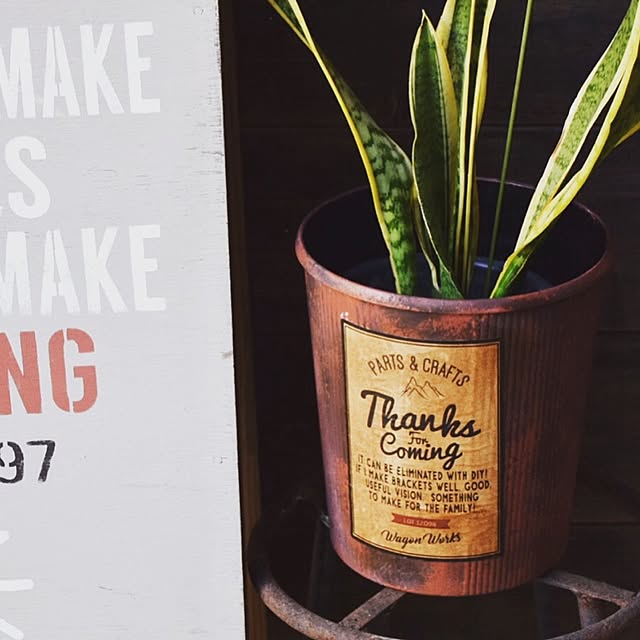 MAKE
S
MAKE
NG
97
PARTS & CRAFTS
Thanks
For
Coming
IT CAN BE ELIMINATED WITH DIY!
IF I MAKE BRACKETS WELL GOOD,
USEFUL VISION. SOMETHING
TO MAKE FOR THE FAMILY!
Wagon Works